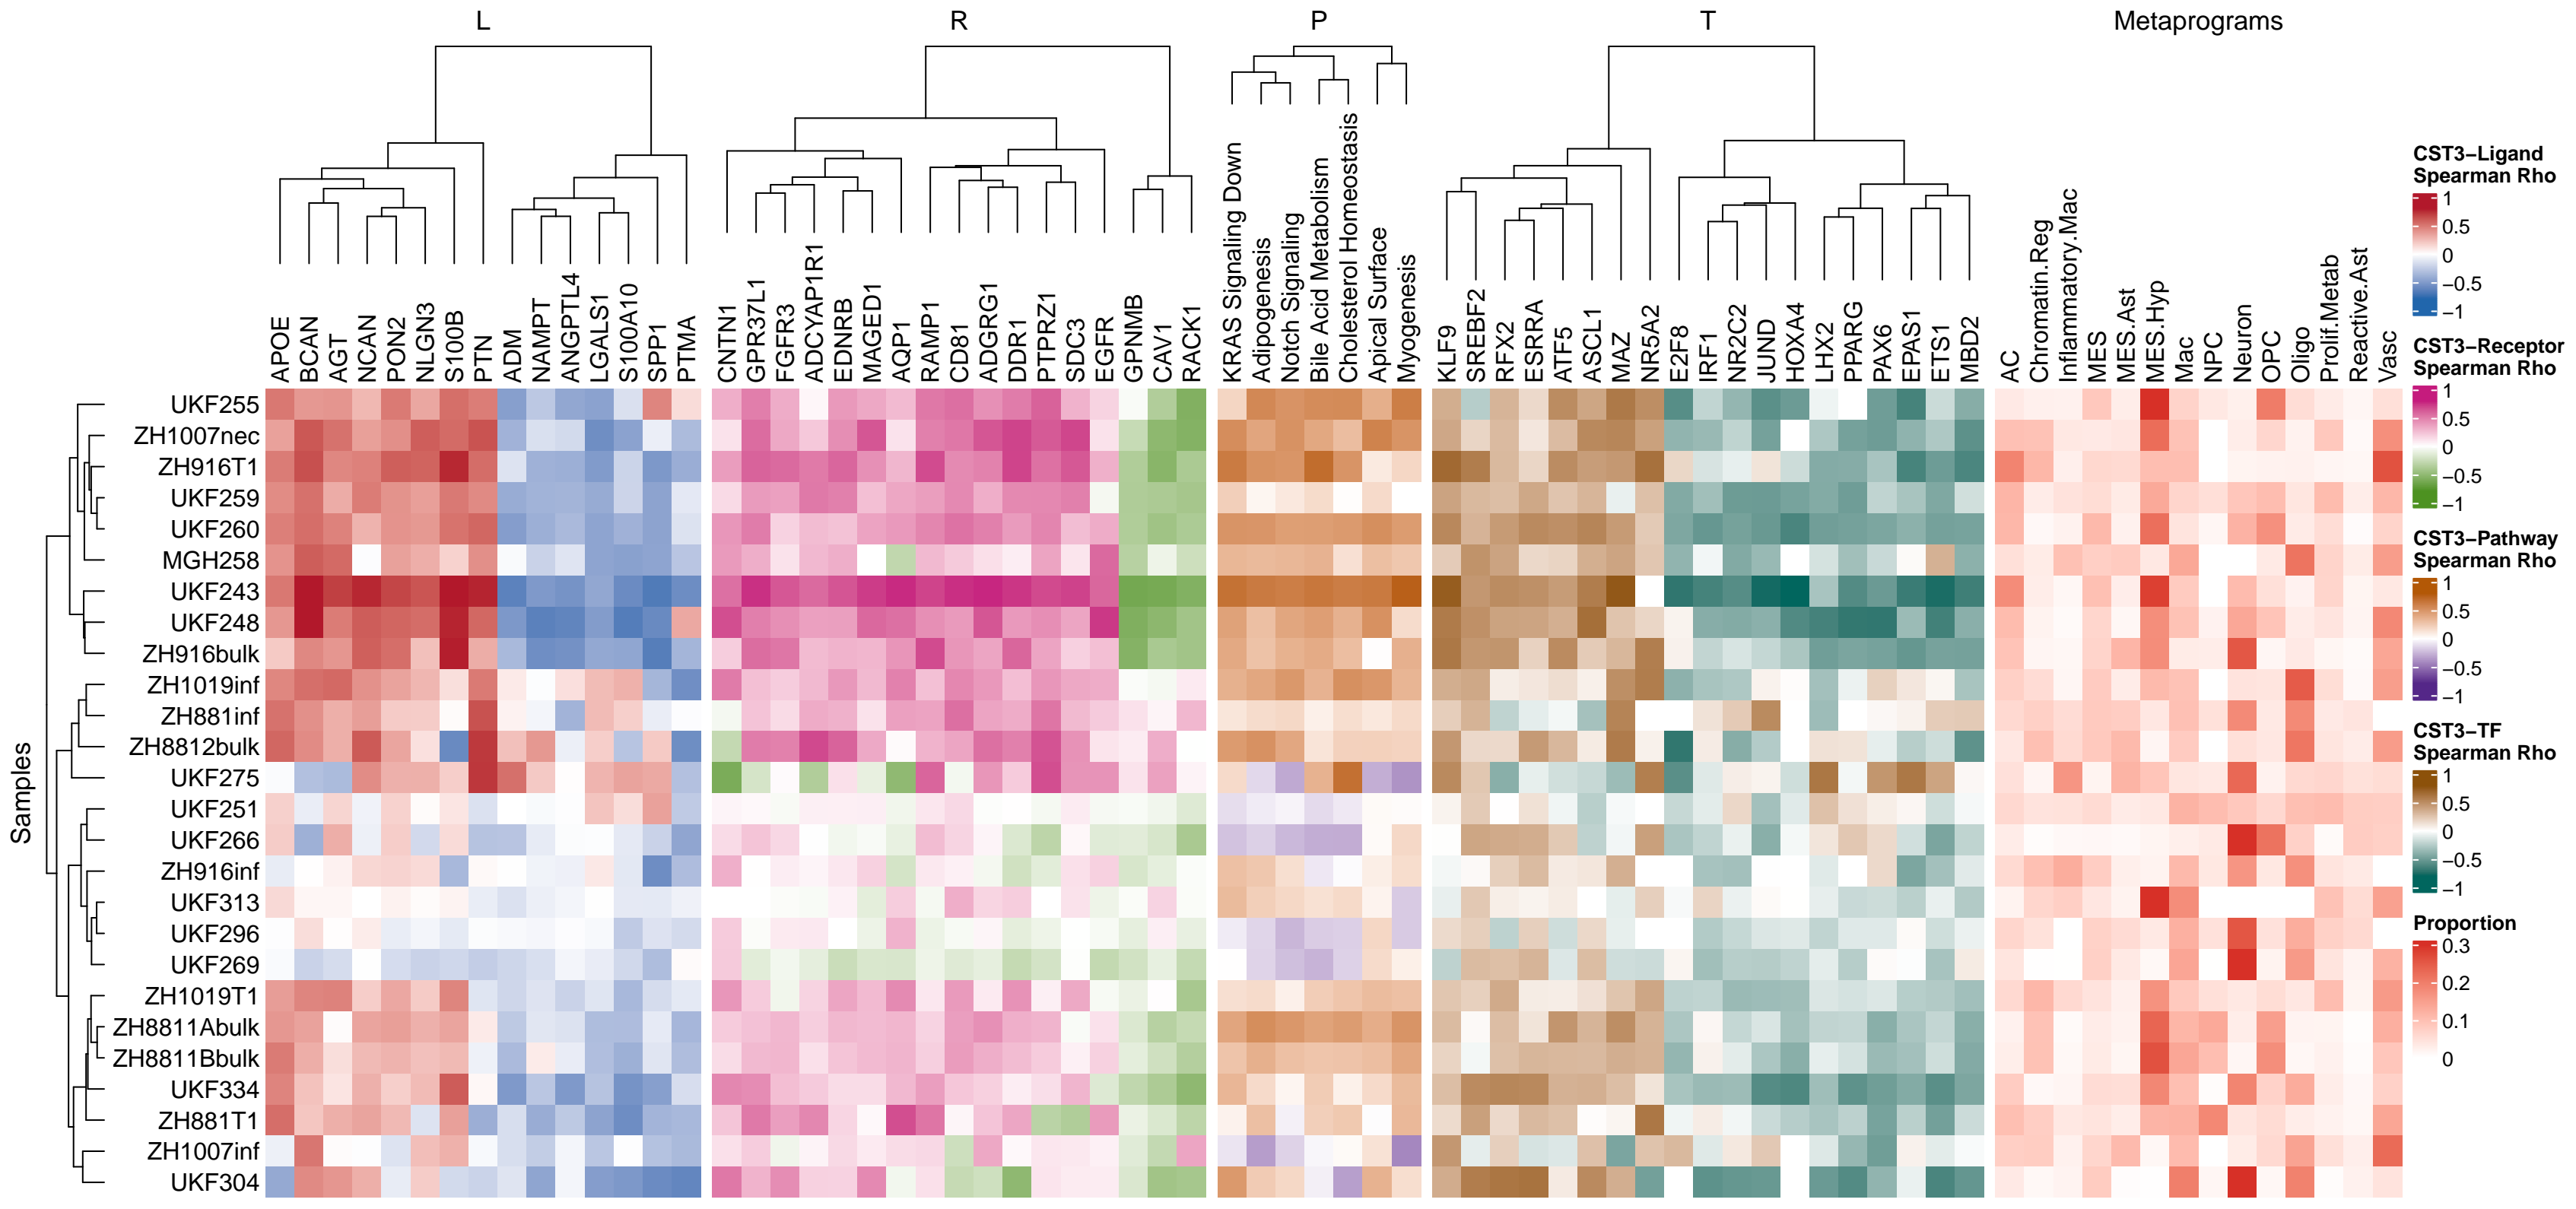 L
R
P
T
Metaprograms
APOE
BCAN
AGT
NCAN
PON2
NLGN3
S100B
PTN
ADM
NAMPT
ANGPTL4
LGALS1
S100A10
SPP1
PTMA
CNTN1
GPR37L1
FGFR3
ADCYAP1R1
EDNRB
MAGED1
AQP1
RAMP1
CD81
ADGRG1
DDR1
PTPRZ1
SDC3
EGFR
GPNMB
CAV1
RACK1
KRAS Signaling Down
Adipogenesis
Notch Signaling
Bile Acid Metabolism
Cholesterol Homeostasis
Apical Surface
Myogenesis
KLF9
SREBF2
RFX2
ESRRA
ATF5
ASCL1
MAZ
NR5A2
E2F8
IRF1
NR2C2
JUND
HOXA4
LHX2
PPARG
PAX6
EPAS1
ETS1
MBD2
AC
Chromatin.Reg
Inflammatory.Mac
MES
MES.Ast
MES.Hyp
Mac
NPC
Neuron
OPC
Oligo
Prolif.Metab
Reactive.Ast
Vasc
Samples
UKF255
ZH1007nec
ZH916T1
UKF259
UKF260
MGH258
UKF243
UKF248
ZH916bulk
ZH1019inf
ZH881inf
ZH8812bulk
UKF275
UKF251
UKF266
ZH916inf
UKF313
UKF296
UKF269
ZH1019T1
ZH8811Abulk
ZH8811Bbulk
UKF334
ZH881T1
ZH1007inf
UKF304
CST3−Ligand
Spearman Rho
1
0.5
0
−0.5
−1
CST3−Receptor
Spearman Rho
1
0.5
0
−0.5
−1
CST3−Pathway
Spearman Rho
1
0.5
0
−0.5
−1
CST3−TF
Spearman Rho
1
0.5
0
−0.5
−1
Proportion
0.3
0.2
0.1
0